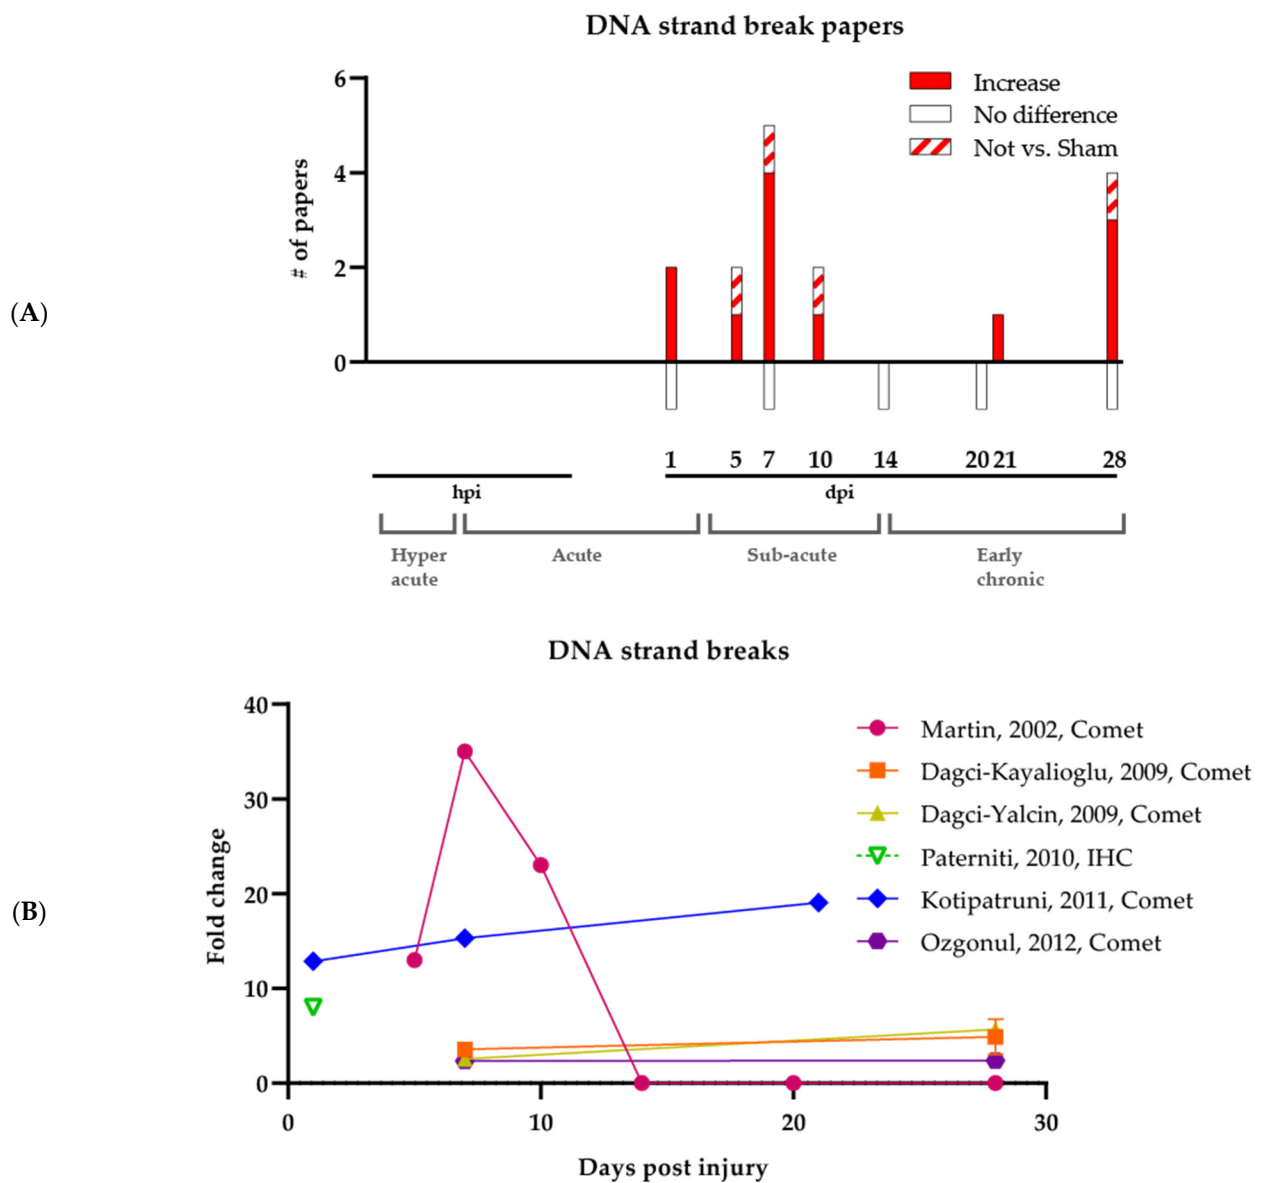 DNA strand break papers
Increase
No difference
Not vs. Sham
# of papers
6
4
2
0
(A)
1 5 7 10 14 20 21 28
hpi dpi
Hyper acute
Acute
Sub-acute
Early chronic
DNA strand breaks
40
30
20
10
0
Fold change
(B)
Martin, 2002, Comet
Dagci-Kayalioglu, 2009, Comet
Dagci-Yalcin, 2009, Comet
Paterniti, 2010, IHC
Kotipatruni, 2011, Comet
Ozgonul, 2012, Comet
0 10 20 30
Days post injury